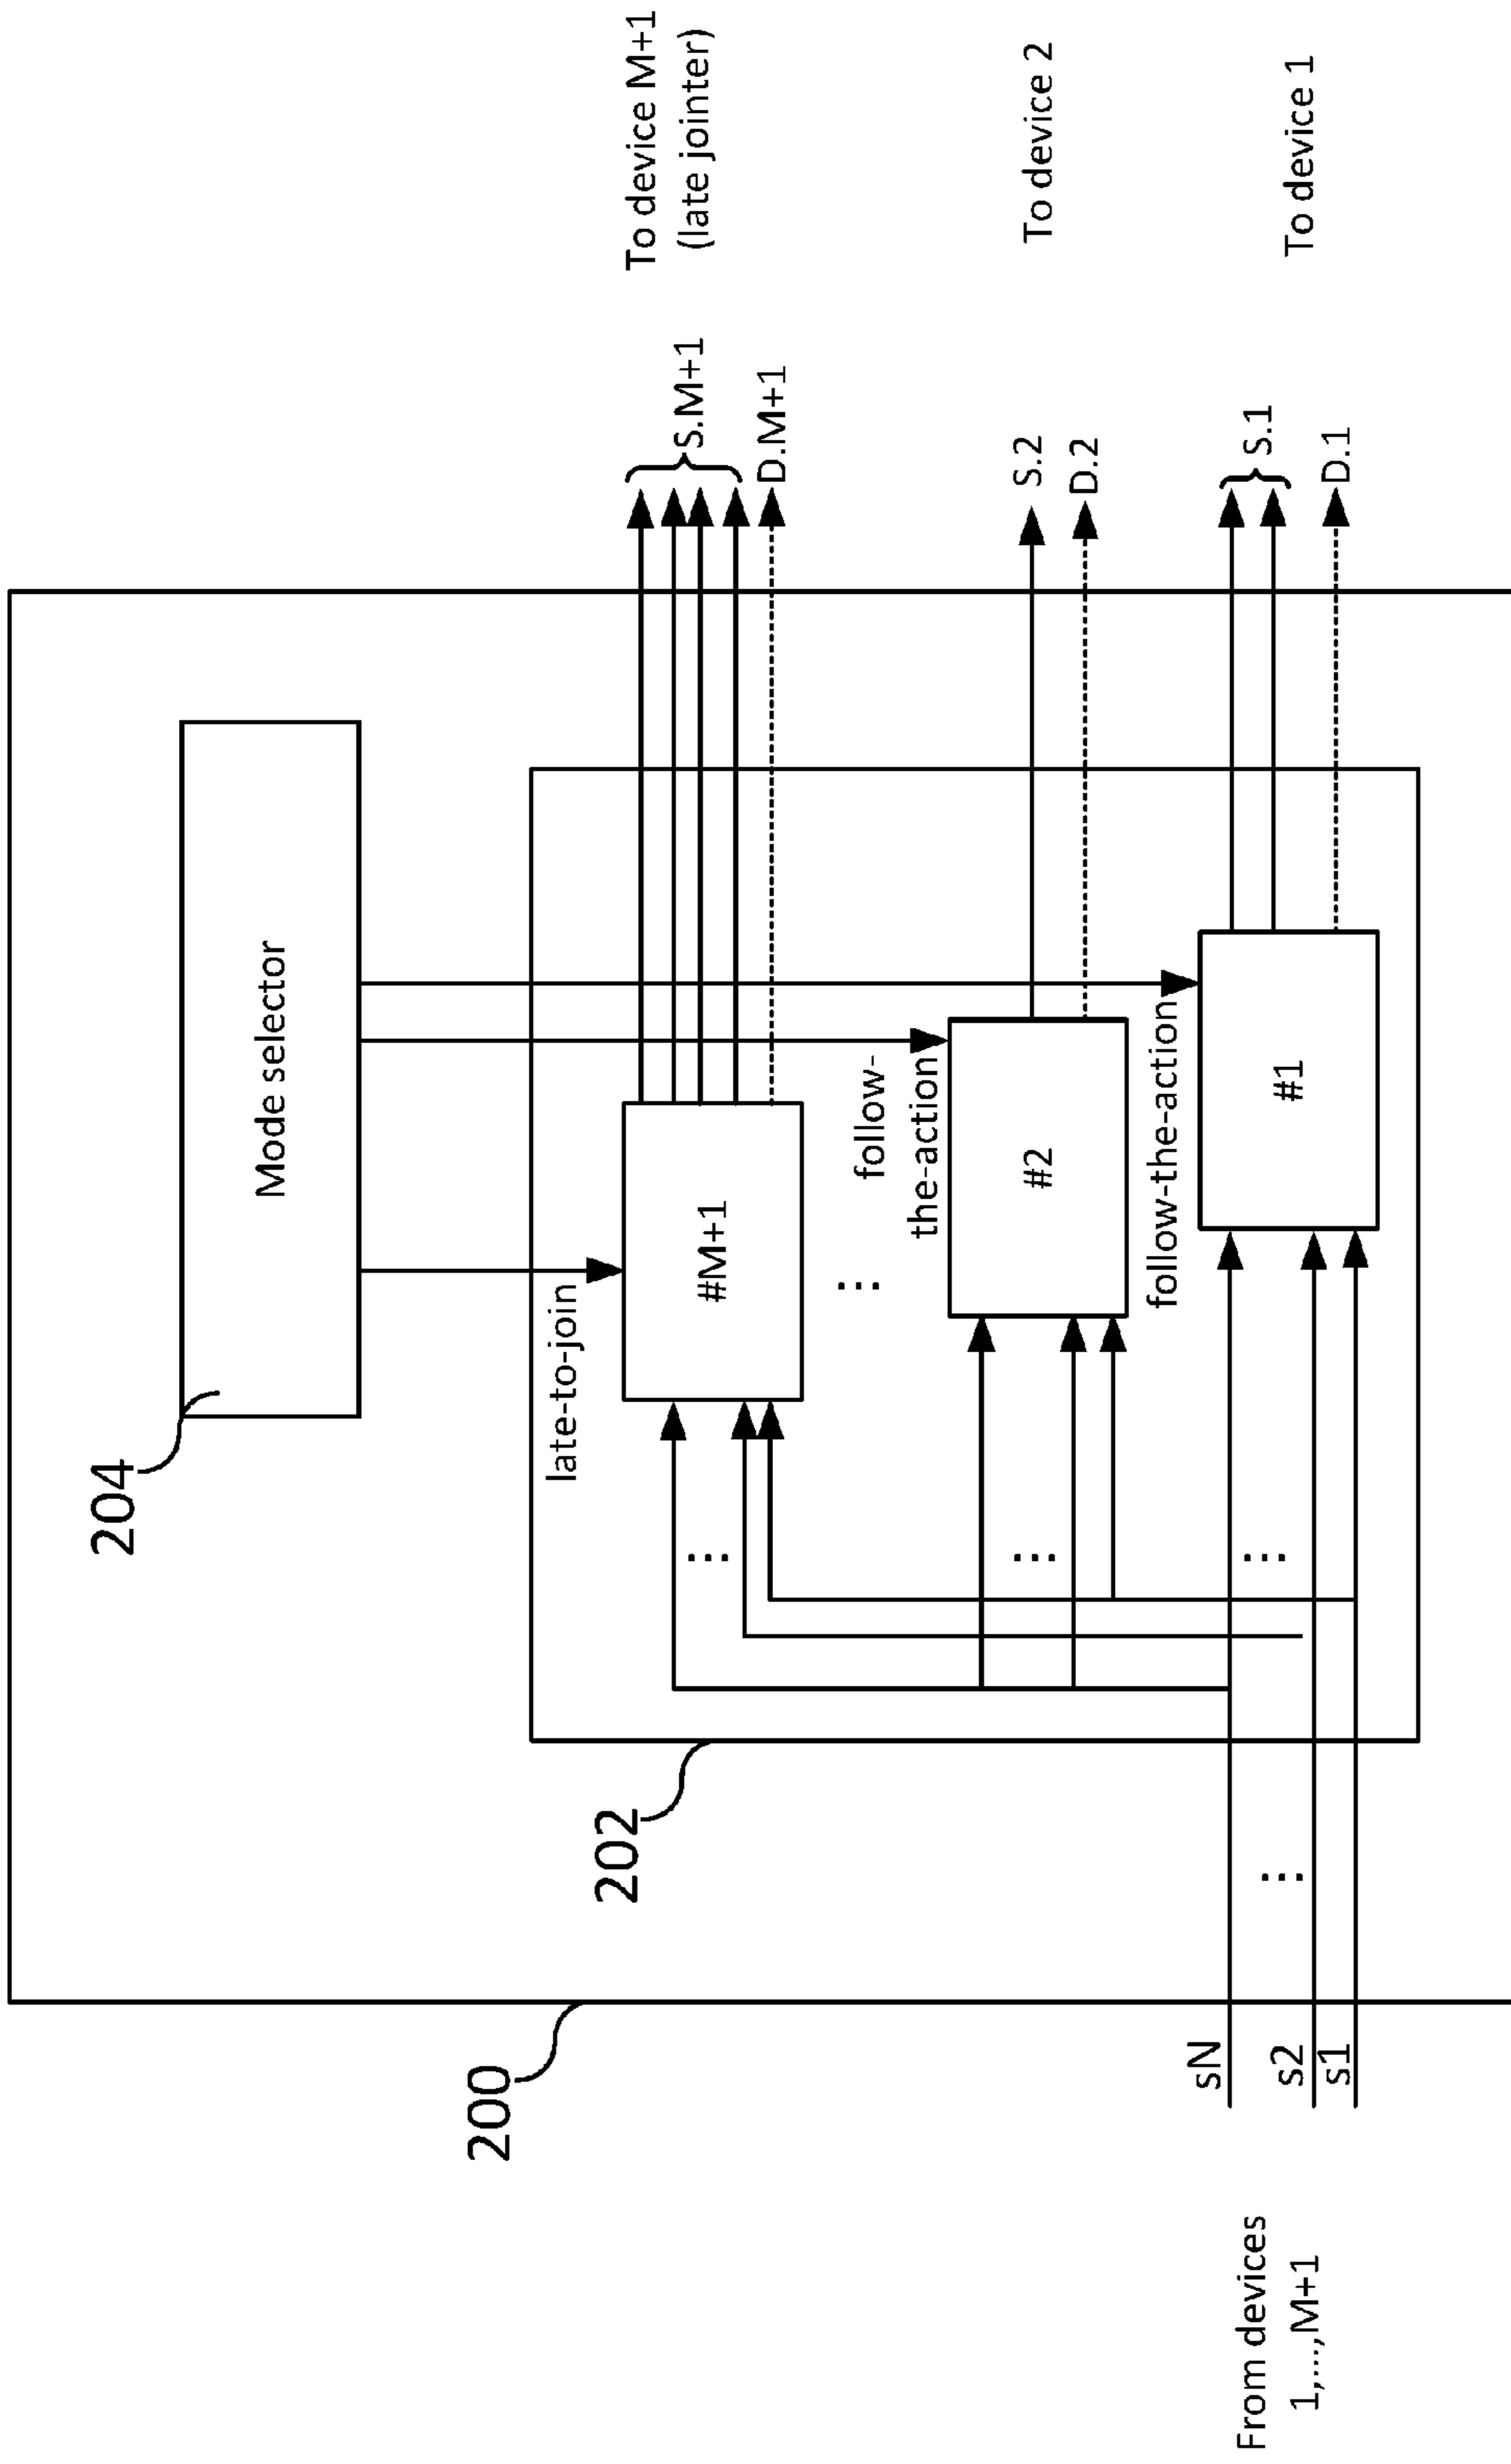 204
Mode selector
200
202
late-to-join
#M+1
To device M+1
(late jointer)
S.M+1
D.M+1
⋮
follow-
the-action
#2
To device 2
S.2
D.2
⋮
⋮
follow-the-action
#1
To device 1
S.1
D.1
⋮
⋮
From devices
1,...,M+1
sN
s2
s1